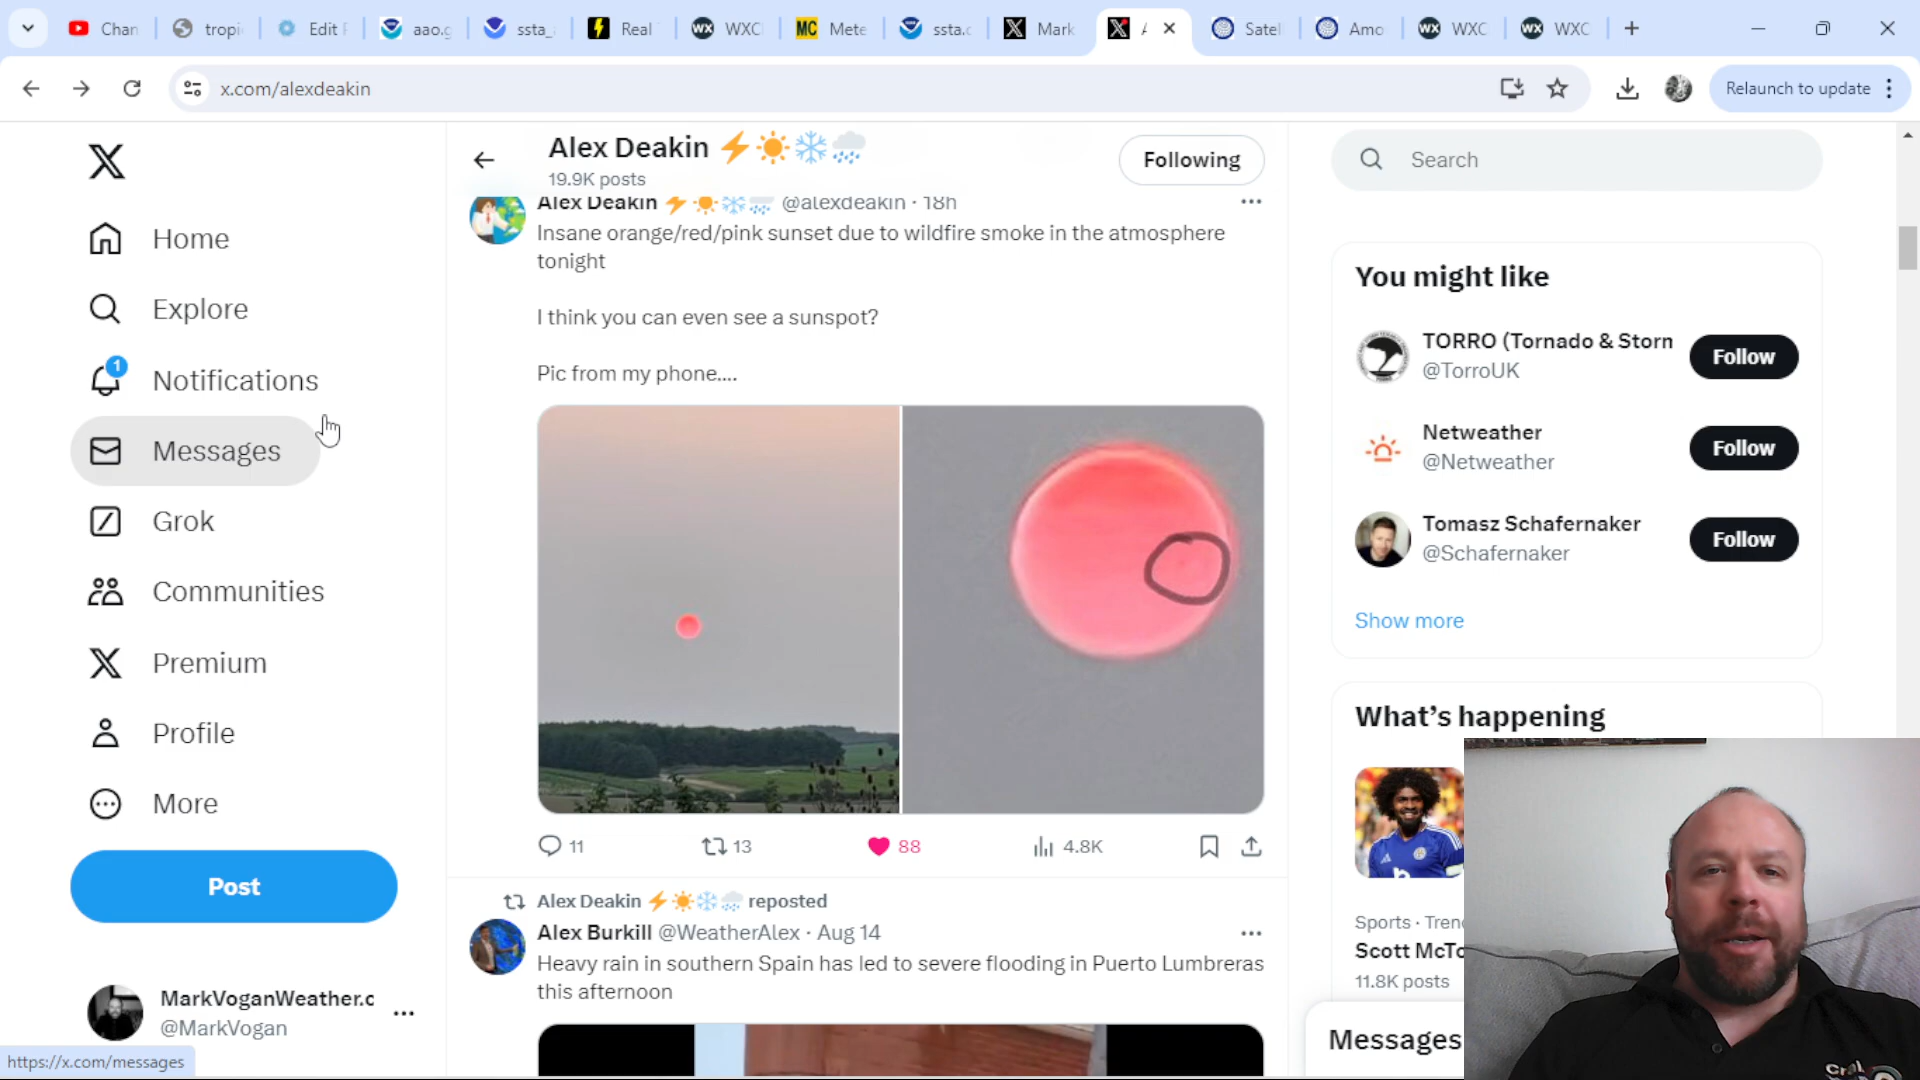 Chan
tropi
Edit F
aao.g
ssta_
Real
WXC
Mete
ssta.c
Mark
Satel
Amo
WXC
WXC
x.com/alexdeakin
Relaunch to update
Alex Deakin ⚡☀️❄️🌧️
19.9K posts
Following
Search
Home
Explore
1
Notifications
Messages
Grok
Communities
Premium
Profile
More
Post
MarkVoganWeather.c
@MarkVogan
https://x.com/messages
Alex Deakin ⚡☀️❄️🌧️ @alexdeakin · 18h
Insane orange/red/pink sunset due to wildfire smoke in the atmosphere
tonight
I think you can even see a sunspot?
Pic from my phone....
11 13 88 4.8K
Alex Deakin ⚡☀️❄️🌧️ reposted
Alex Burkill @WeatherAlex · Aug 14
Heavy rain in southern Spain has led to severe flooding in Puerto Lumbreras
this afternoon
You might like
TORRO (Tornado & Storn
@TorroUK
Follow
Netweather
@Netweather
Follow
Tomasz Schafernaker
@Schafernaker
Follow
Show more
What's happening
Sports · Tren
Scott McTo
11.8K posts
Messages